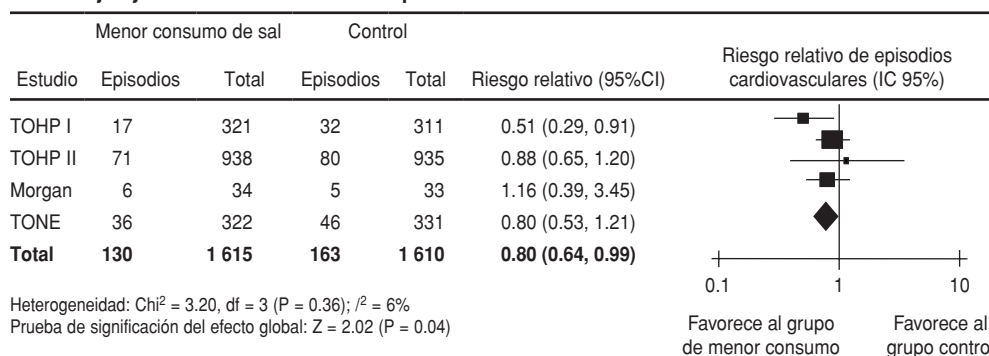 Menor consumo de sal Control
Estudio Episodios Total Episodios Total Riesgo relativo (95%CI) Riesgo relativo de episodios
cardiovasculares (IC 95%)
TOHP I 17 321 32 311 0.51 (0.29, 0.91)
TOHP II 71 938 80 935 0.88 (0.65, 1.20)
Morgan 6 34 5 33 1.16 (0.39, 3.45)
TONE 36 322 46 331 0.80 (0.53, 1.21)
Total 130 1 615 163 1 610 0.80 (0.64, 0.99)
0.1 1 10
Heterogeneidad: Chi² = 3.20, df = 3 (P = 0.36); I² = 6%
Prueba de significación del efecto global: Z = 2.02 (P = 0.04)
Favorece al grupo Favorece al
de menor consumo grupo contro